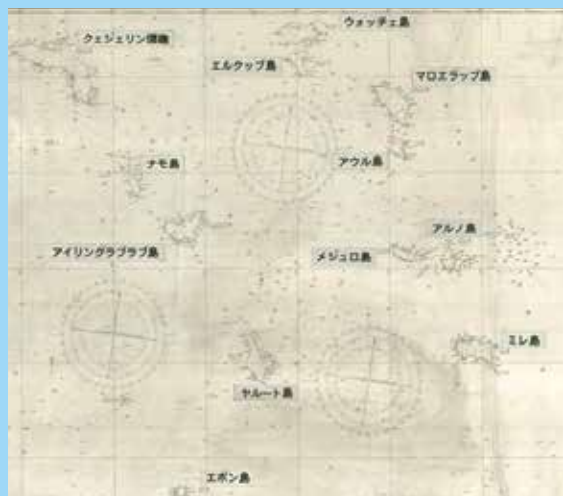 ウォッチェ島
クェジェリン環礁
エルクップ島
マロエラップ島
ナモ島
アウル島
アルノ島
アイリングラプラプ島
メジュロ島
ミレ島
ヤルート島
エボン島